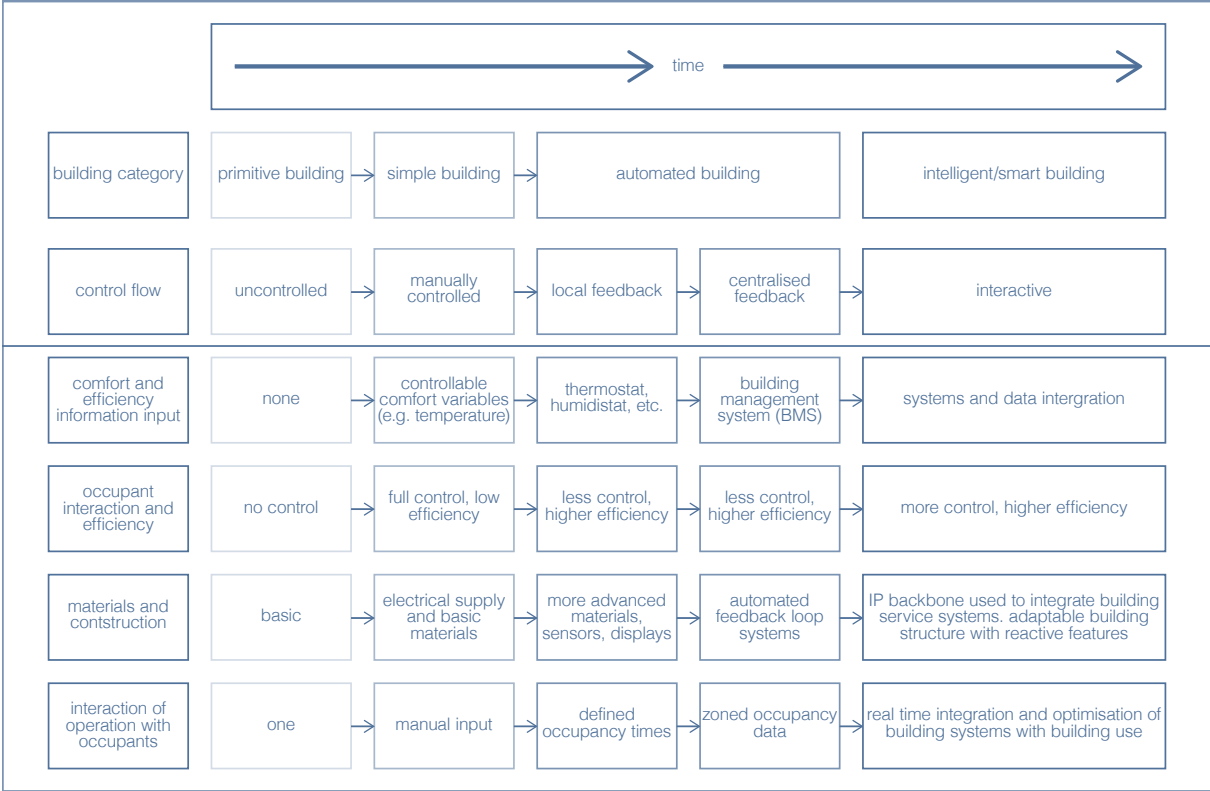 time
building category
primitive building
simple building
automated building
intelligent/smart building
control flow
uncontrolled
manually
controlled
local feedback
centralised
feedback
interactive
comfort and
efficiency
information input
none
controllable
comfort variables
(e.g. temperature)
thermostat,
humidistat, etc.
building
management
system (BMS)
systems and data intergration
occupant
interaction and
efficiency
no control
full control, low
efficiency
less control,
higher efficiency
less control,
higher efficiency
more control, higher efficiency
materials and
contstruction
basic
electrical supply
and basic
materials
more advanced
materials,
sensors, displays
automated
feedback loop
systems
IP backbone used to integrate building
service systems. adaptable building
structure with reactive features
interaction of
operation with
occupants
one
manual input
defined
occupancy times
zoned occupancy
data
real time integration and optimisation of
building systems with building use